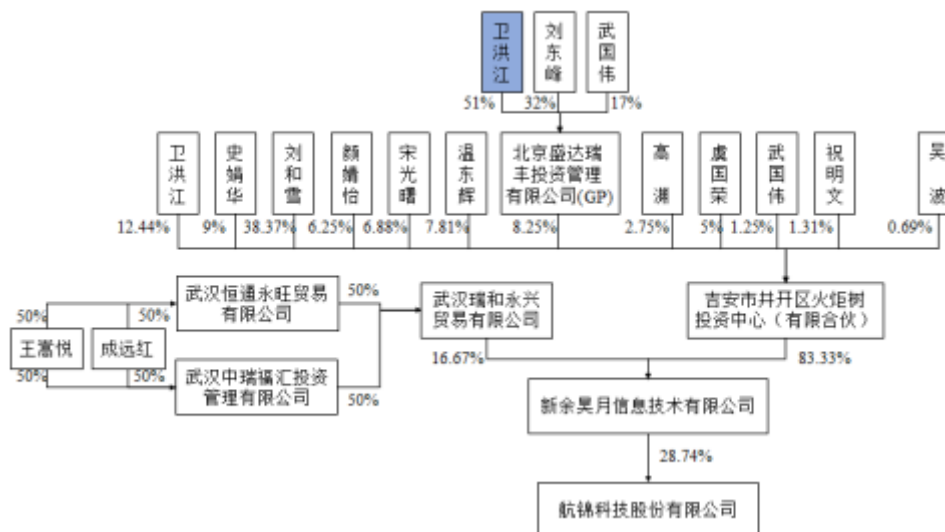 卫洪江
刘东峰
武国伟
51%
32%
17%
卫洪江
史娟华
刘和雪
颜婧怡
宋光曙
温东辉
北京盛达瑞
丰投资管理
有限公司(GP)
高渊
虞国荣
武国伟
祝明文
吴波
12.44%
9%
38.37%
6.25%
6.88%
7.81%
8.25%
2.75%
5%
1.25%
1.31%
0.69%
武汉恒通永旺贸易
有限公司
50%
武汉瑞和永兴
贸易有限公司
吉安市井开区火炬树
投资中心（有限合伙）
50%
50%
王嵩悦
成远红
50%
50%
武汉中瑞福汇投资
管理有限公司
50%
16.67%
83.33%
新余昊月信息技术有限公司
28.74%
航锦科技股份有限公司